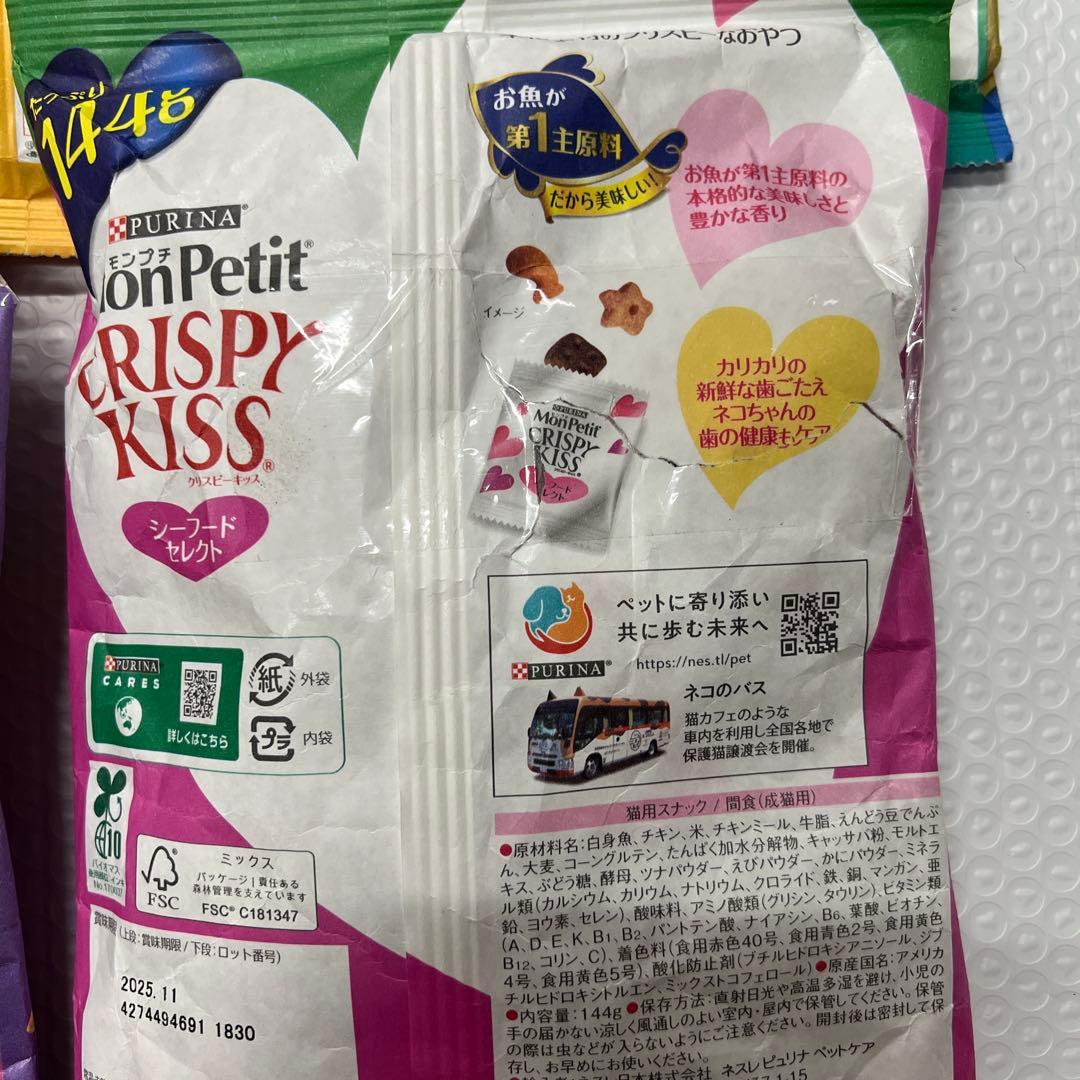 たっぷり
144g
PURINA®
モンプチ
MonPetit®
CRISPY
KISS®
クリスピーキッス
シーフード
セレクト
PURINA
CARES
詳しくはこちら
紙 外袋
プラ 内袋
10
バイオマス
No.170037
FSC
ミックス
パッケージ | 責任ある
森林管理を支えています
FSC® C181347
賞味期限 (上段:賞味期限 / 下段:ロット番号)
2025.11
4274494691 1830
クリスピーなおやつ
お魚が
第1主原料
だから美味しい!
お魚が第1主原料の
本格的な美味しさと
豊かな香り
イメージ
カリカリの
新鮮な歯ごたえ
ネコちゃんの
歯の健康もケア
PURINA
MonPetit
CRISPY
KISS
シーフード
セレクト
ペットに寄り添い
共に歩む未来へ
https://nes.tl/pet
PURINA®
ネコのバス
猫カフェのような
車内を利用し全国各地で
保護猫譲渡会を開催。
猫用スナック / 間食(成猫用)
●原材料名:白身魚、チキン、米、チキンミール、牛脂、えんどう豆でんぷ
ん、大麦、コーングルテン、たんぱく加水分解物、キャッサバ粉、モルトエ
キス、ぶどう糖、酵母、ツナパウダー、えびパウダー、かにパウダー、ミネラ
ル類(カルシウム、カリウム、ナトリウム、クロライド、鉄、銅、マンガン、亜
鉛、ヨウ素、セレン)、酸味料、アミノ酸類(グリシン、タウリン)、ビタミン類
(A、D、E、K、B1、B2、パントテン酸、ナイアシン、B6、葉酸、ビオチン、
B12、コリン、C)、着色料(食用赤色40号、食用青色2号、食用黄色
4号、食用黄色5号)、酸化防止剤(ブチルヒドロキシアニソール、ジブ
チルヒドロキシトルエン、ミックストコフェロール)●原産国名:アメリカ
●内容量:144g ●保存方法:直射日光や高温多湿を避け、小児の
手の届かない涼しく風通しのよい室内・屋内で保管してください。保管
の際は虫などが入らないようにご注意ください。開封後は密封して保
存し、お早めにお使いください。
ネスレ日本株式会社 ネスレ ピュリナ ペットケア